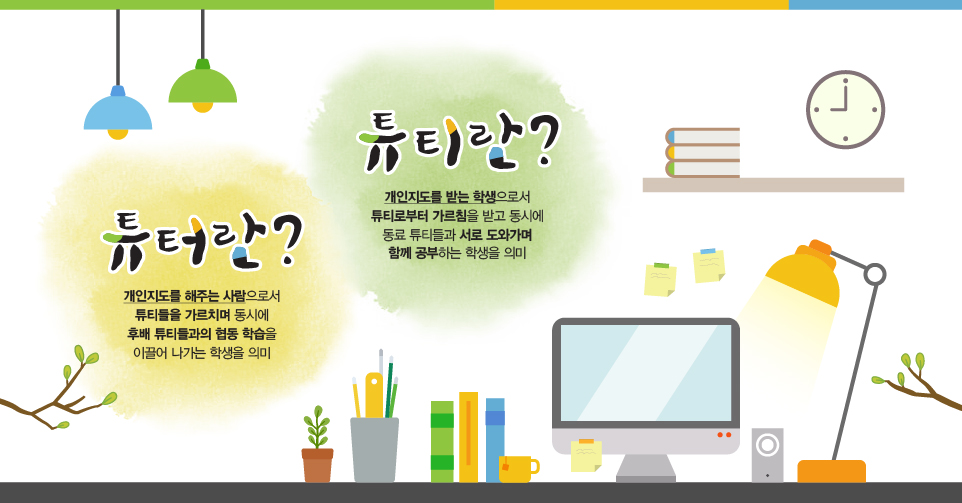 튜터란?
개인지도를 해주는 사람으로서
튜티들을 가르치며 동시에
후배 튜티들과의 협동 학습을
이끌어 나가는 학생을 의미
튜티란?
개인지도를 받는 학생으로서
튜티로부터 가르침을 받고 동시에
동료 튜티들과 서로 도와가며
함께 공부하는 학생을 의미